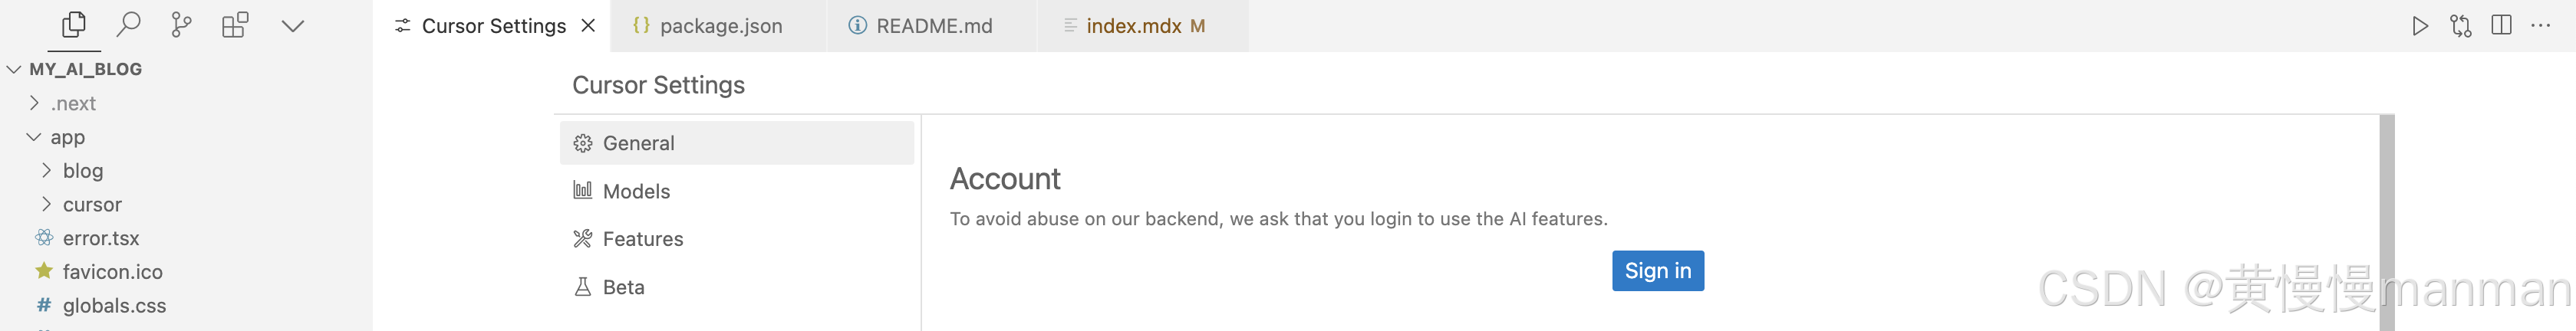 Cursor Settings
package.json
README.md
index.mdx M
MY_AI_BLOG
.next
app
blog
cursor
error.tsx
favicon.ico
globals.css
Cursor Settings
General
Models
Features
Beta
Account
To avoid abuse on our backend, we ask that you login to use the AI features.
Sign in
CSDN @黄慢慢manman